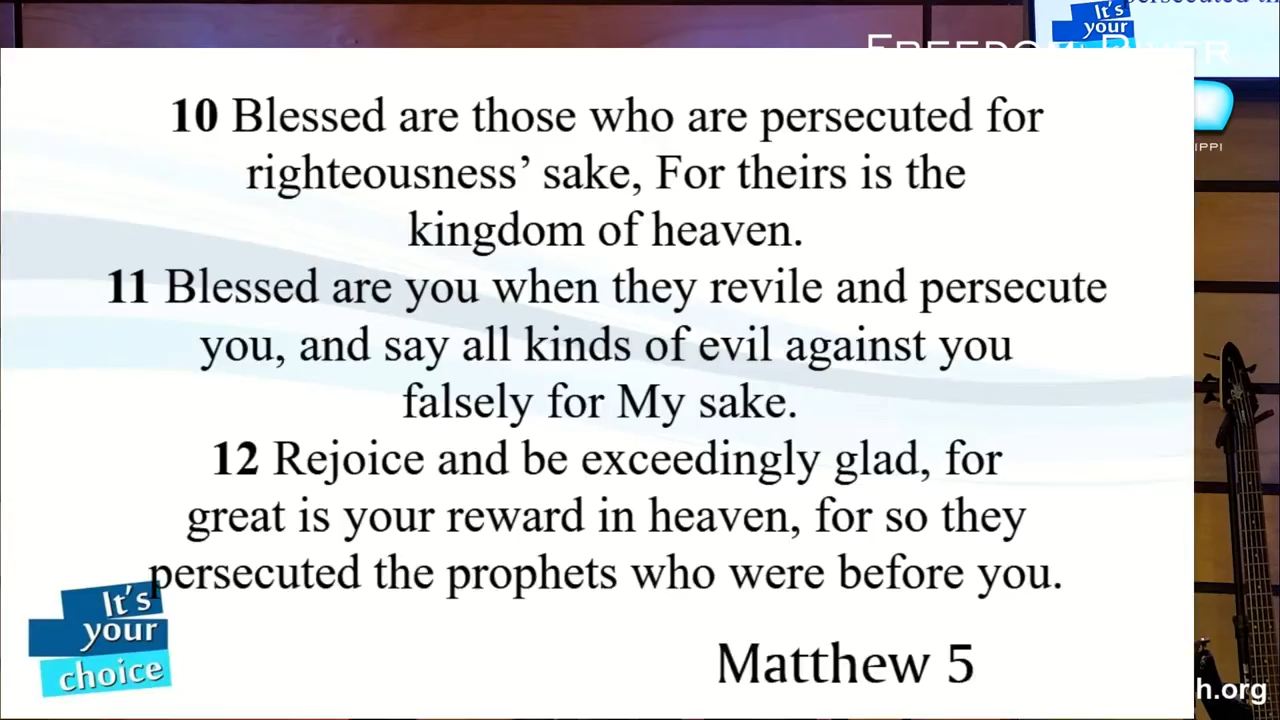 It's
your
FREEDOM RIVER
10 Blessed are those who are persecuted for
righteousness’ sake, For theirs is the
kingdom of heaven.
11 Blessed are you when they revile and persecute
you, and say all kinds of evil against you
falsely for My sake.
12 Rejoice and be exceedingly glad, for
great is your reward in heaven, for so they
persecuted the prophets who were before you.
It's
your
choice
Matthew 5
h.org